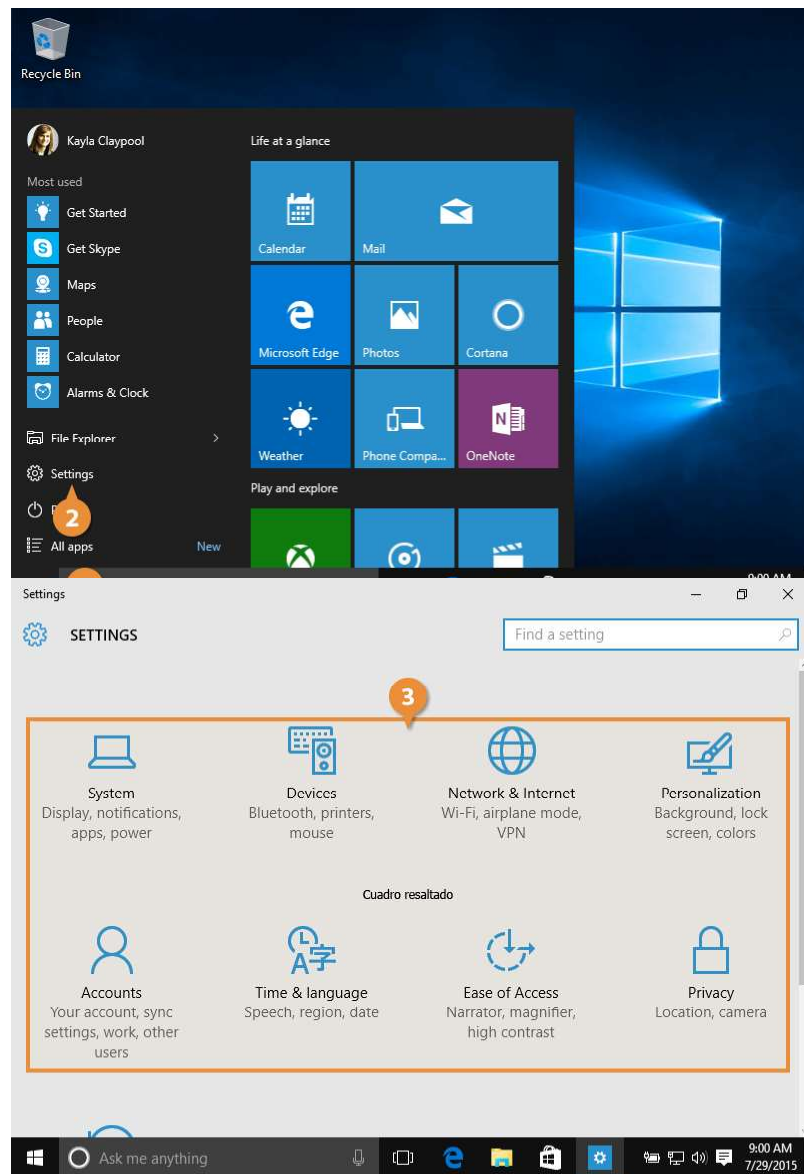 Recycle Bin
Kayla Claypool
Life at a glance
Most used
Get Started
Get Skype
Maps
People
Calculator
Alarms & Clock
File Explorer
Settings
2
All apps
New
Calendar
Mail
Microsoft Edge
Photos
Cortana
Weather
Phone Compa...
OneNote
Play and explore
9:00 AM
Settings
SETTINGS
Find a setting
3
System
Display, notifications,
apps, power
Devices
Bluetooth, printers,
mouse
Network & Internet
Wi-Fi, airplane mode,
VPN
Personalization
Background, lock
screen, colors
Cuadro resaltado
Accounts
Your account, sync
settings, work, other
users
Time & language
Speech, region, date
Ease of Access
Narrator, magnifier,
high contrast
Privacy
Location, camera
Ask me anything
9:00 AM
7/29/2015